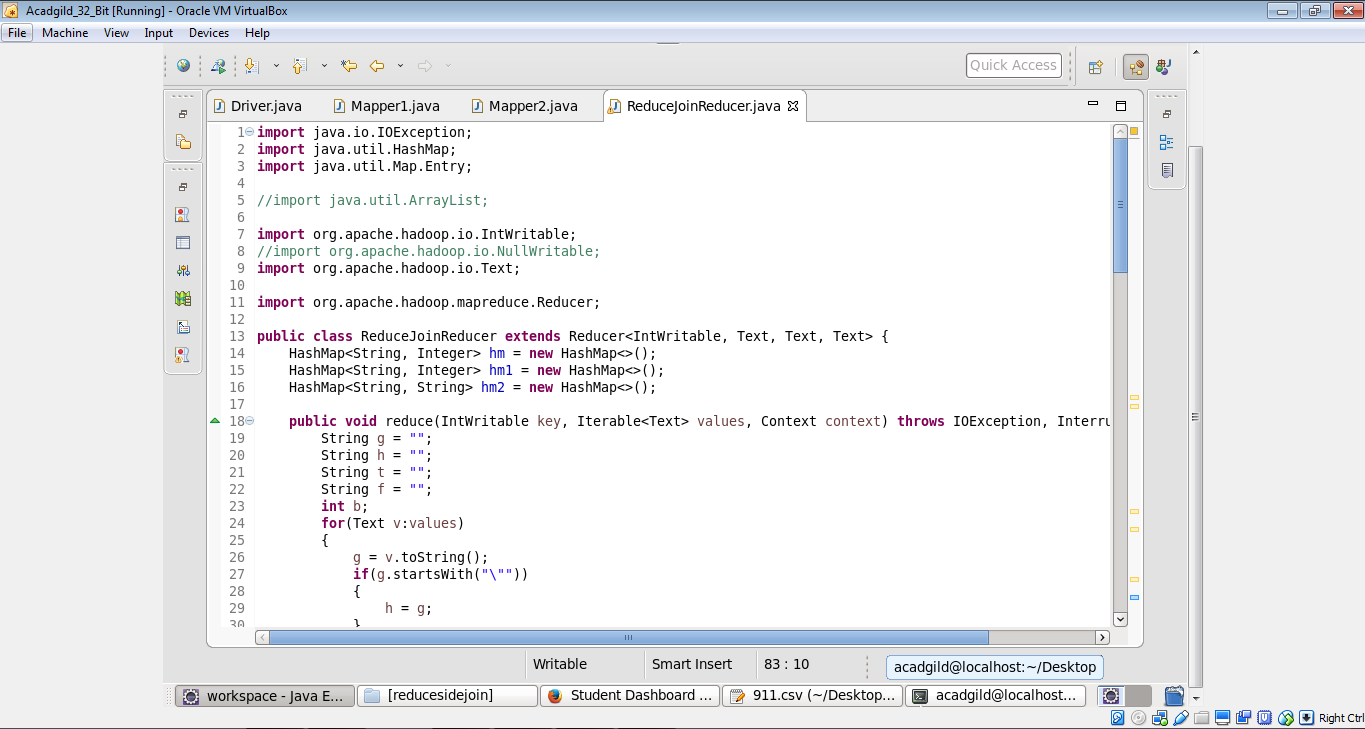 Acadgild_32_Bit [Running] - Oracle VM VirtualBox
File Machine View Input Devices Help
Quick Access
Driver.java Mapper1.java Mapper2.java ReduceJoinReducer.java
1 import java.io.IOException;
2 import java.util.HashMap;
3 import java.util.Map.Entry;
4
5 //import java.util.ArrayList;
6
7 import org.apache.hadoop.io.IntWritable;
8 //import org.apache.hadoop.io.NullWritable;
9 import org.apache.hadoop.io.Text;
10
11 import org.apache.hadoop.mapreduce.Reducer;
12
13 public class ReduceJoinReducer extends Reducer<IntWritable, Text, Text, Text> {
14 HashMap<String, Integer> hm = new HashMap<>();
15 HashMap<String, Integer> hm1 = new HashMap<>();
16 HashMap<String, String> hm2 = new HashMap<>();
17
18 public void reduce(IntWritable key, Iterable<Text> values, Context context) throws IOException, Interru
19 String g = "";
20 String h = "";
21 String t = "";
22 String f = "";
23 int b;
24 for(Text v:values)
25 {
26 g = v.toString();
27 if(g.startsWith("\""))
28 {
29 h = g;
30 }
Writable Smart Insert 83 : 10 acadgild@localhost:~/Desktop
workspace - Java E... [reducesidejoin] Student Dashboard ... 911.csv (~/Desktop... acadgild@localhost...
Right Ctrl